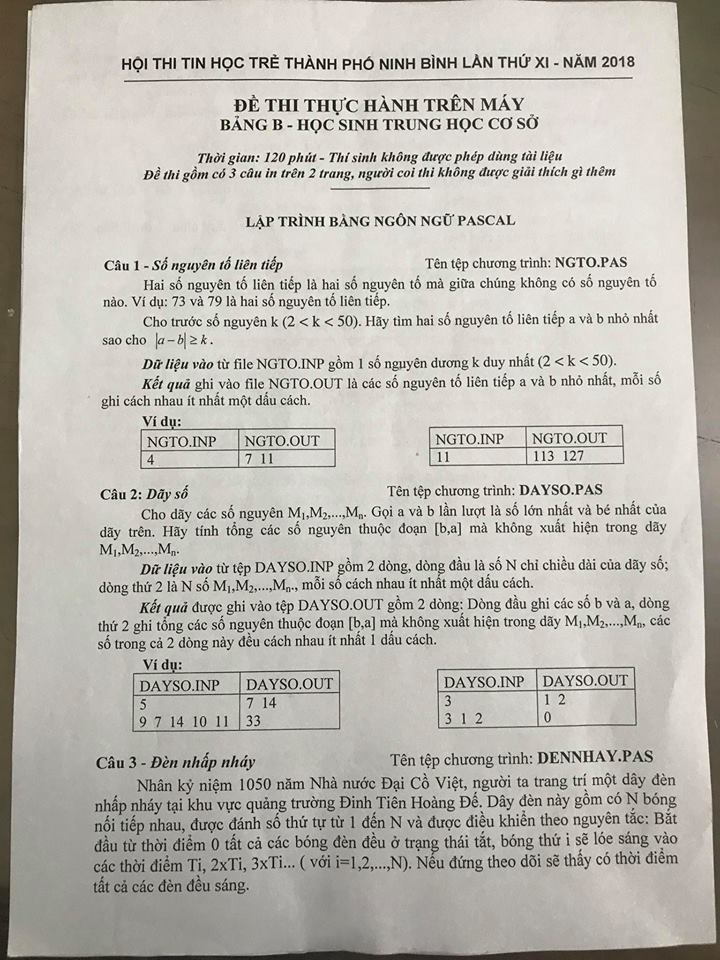 HỘI THI TIN HỌC TRẺ THÀNH PHỐ NINH BÌNH LẦN THỨ XI - NĂM 2018
ĐỀ THI THỰC HÀNH TRÊN MÁY
BẢNG B - HỌC SINH TRUNG HỌC CƠ SỞ
Thời gian: 120 phút - Thí sinh không được phép dùng tài liệu
Đề thi gồm có 3 câu in trên 2 trang, người coi thi không được giải thích gì thêm
LẬP TRÌNH BẰNG NGÔN NGỮ PASCAL
Câu 1 - Số nguyên tố liên tiếp Tên tệp chương trình: NGTO.PAS
Hai số nguyên tố liên tiếp là hai số nguyên tố mà giữa chúng không có số nguyên tố
nào. Ví dụ: 73 và 79 là hai số nguyên tố liên tiếp.
Cho trước số nguyên k (2 < k < 50). Hãy tìm hai số nguyên tố liên tiếp a và b nhỏ nhất
sao cho |a − b| ≥ k .
Dữ liệu vào từ file NGTO.INP gồm 1 số nguyên dương k duy nhất (2 < k < 50).
Kết quả ghi vào file NGTO.OUT là các số nguyên tố liên tiếp a và b nhỏ nhất, mỗi số
ghi cách nhau ít nhất một dấu cách.
Ví dụ:
NGTO.INP NGTO.OUT NGTO.INP NGTO.OUT
4 7 11 11 113 127
Câu 2: Dãy số Tên tệp chương trình: DAYSO.PAS
Cho dãy các số nguyên M1,M2,...,Mn. Gọi a và b lần lượt là số lớn nhất và bé nhất của
dãy trên. Hãy tính tổng các số nguyên thuộc đoạn [b,a] mà không xuất hiện trong dãy
M1,M2,...,Mn.
Dữ liệu vào từ tệp DAYSO.INP gồm 2 dòng, dòng đầu là số N chỉ chiều dài của dãy số;
dòng thứ 2 là N số M1,M2,...,Mn., mỗi số cách nhau ít nhất một dấu cách.
Kết quả được ghi vào tệp DAYSO.OUT gồm 2 dòng: Dòng đầu ghi các số b và a, dòng
thứ 2 ghi tổng các số nguyên thuộc đoạn [b,a] mà không xuất hiện trong dãy M1,M2,...,Mn, các
số trong cả 2 dòng này đều cách nhau ít nhất 1 dấu cách.
Ví dụ:
DAYSO.INP DAYSO.OUT DAYSO.INP DAYSO.OUT
5 7 14 3 1 2
9 7 14 10 11 33 3 1 2 0
Câu 3 - Đèn nhấp nháy Tên tệp chương trình: DENNHAY.PAS
Nhân kỷ niệm 1050 năm Nhà nước Đại Cồ Việt, người ta trang trí một dây đèn
nhấp nháy tại khu vực quảng trường Đinh Tiên Hoàng Đế. Dây đèn này gồm có N bóng
nối tiếp nhau, được đánh số thứ tự từ 1 đến N và được điều khiển theo nguyên tắc: Bắt
đầu từ thời điểm 0 tất cả các bóng đèn đều ở trạng thái tắt, bóng thứ i sẽ lóe sáng vào
các thời điểm Ti, 2xTi, 3xTi... ( với i=1,2,...,N). Nếu đứng theo dõi sẽ thấy có thời điểm
tất cả các đèn đều sáng.